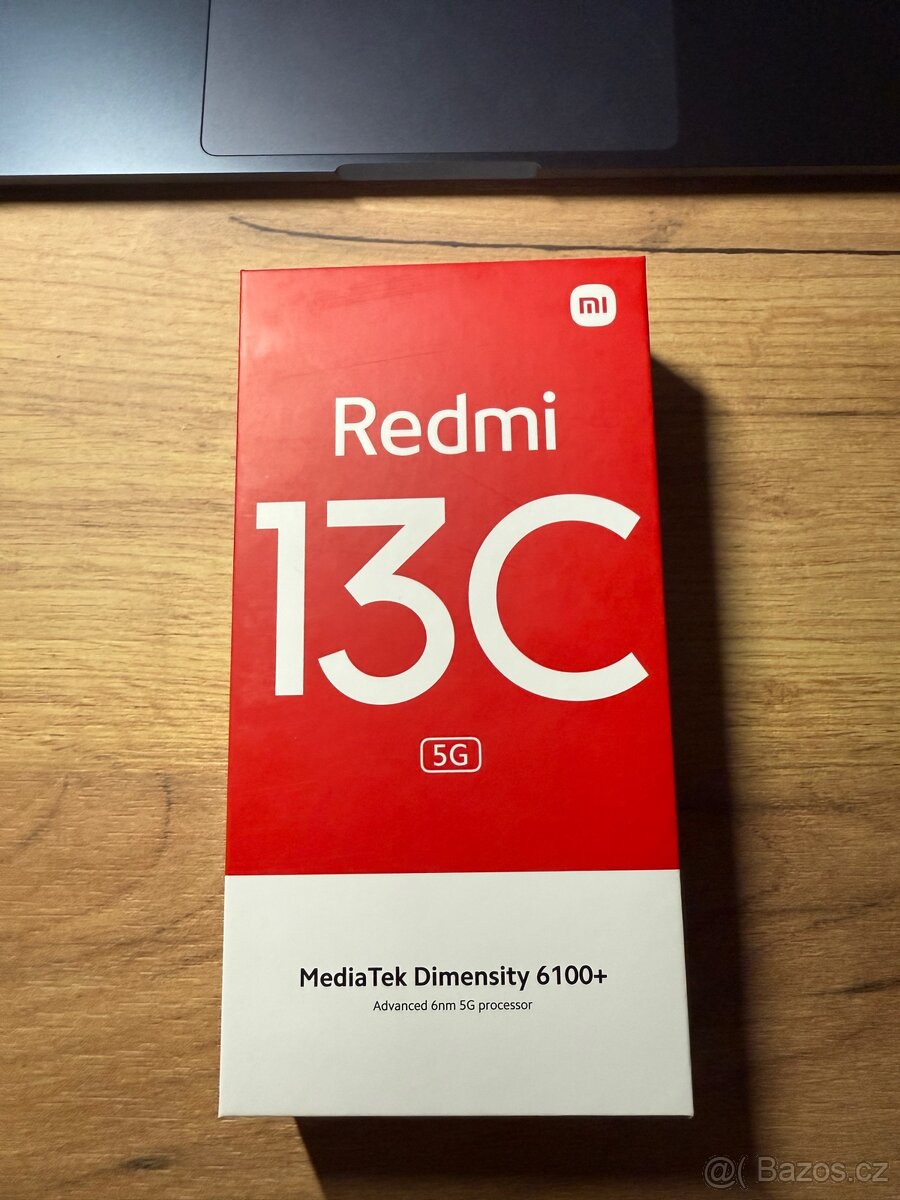 mi
Redmi
13C
5G
MediaTek Dimensity 6100+
Advanced 6nm 5G processor
@( Bazos.cz